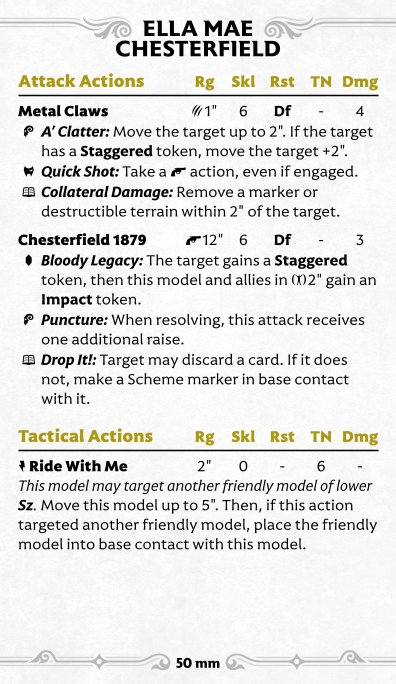 ELLA MAE
CHESTERFIELD
Attack Actions Rg Skl Rst TN Dmg
Metal Claws 1" 6 Df - 4
A' Clatter: Move the target up to 2". If the target
has a Staggered token, move the target +2".
Quick Shot: Take a action, even if engaged.
Collateral Damage: Remove a marker or
destructible terrain within 2" of the target.
Chesterfield 1879 12" 6 Df - 3
Bloody Legacy: The target gains a Staggered
token, then this model and allies in 2" gain an
Impact token.
Puncture: When resolving, this attack receives
one additional raise.
Drop It!: Target may discard a card. If it does
not, make a Scheme marker in base contact
with it.
Tactical Actions Rg Skl Rst TN Dmg
Ride With Me 2" 0 - 6 -
This model may target another friendly model of lower
Sz. Move this model up to 5". Then, if this action
targeted another friendly model, place the friendly
model into base contact with this model.
50 mm